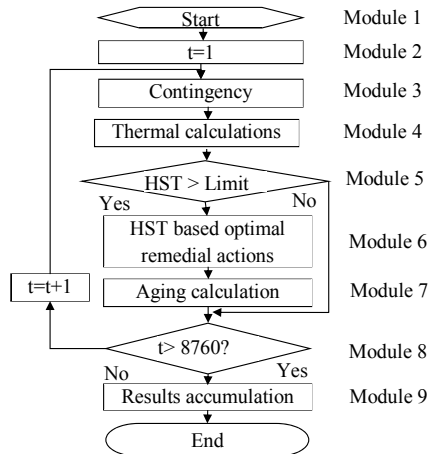 Start
Module 1
t=1
Module 2
Contingency
Module 3
Thermal calculations
Module 4
HST > Limit
Module 5
Yes
No
HST based optimal
remedial actions
Module 6
t=t+1
Aging calculation
Module 7
t> 8760?
Module 8
No
Yes
Results accumulation
Module 9
End